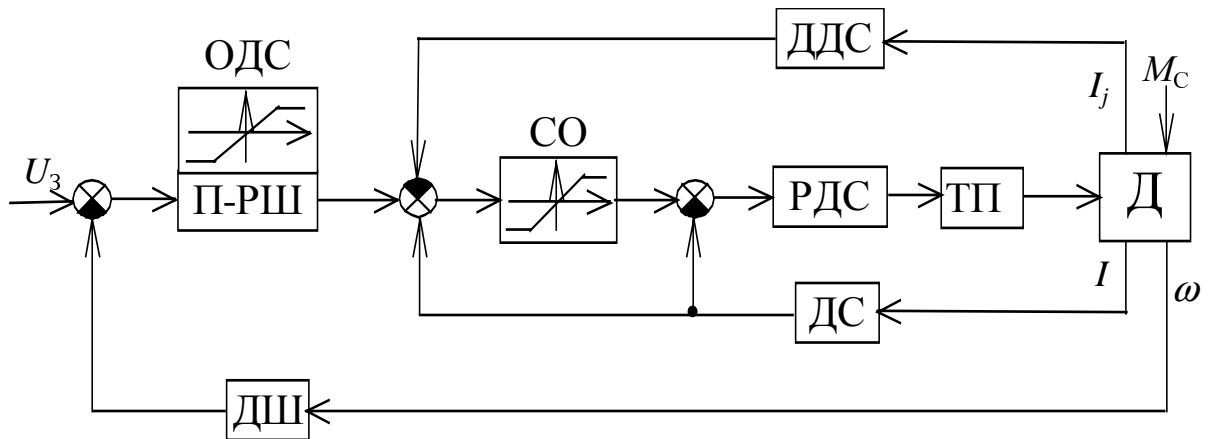 ОДС
ДДС
I_j
M_C
СО
U_З
П-РШ
РДС
ТП
Д
I
ω
ДС
ДШ